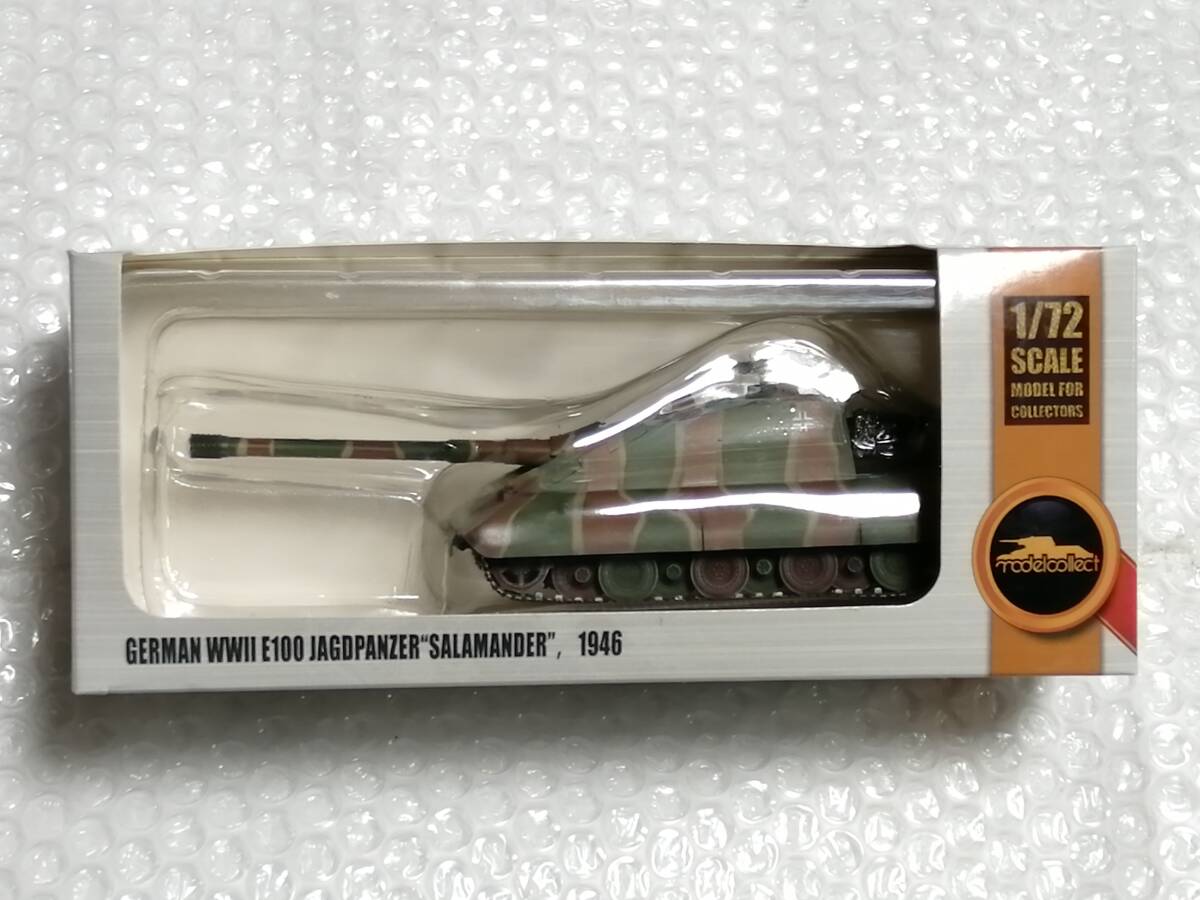 1/72
SCALE
MODEL FOR
COLLECTORS
modelcollect
GERMAN WWII E100 JAGDPANZER“SALAMANDER”, 1946